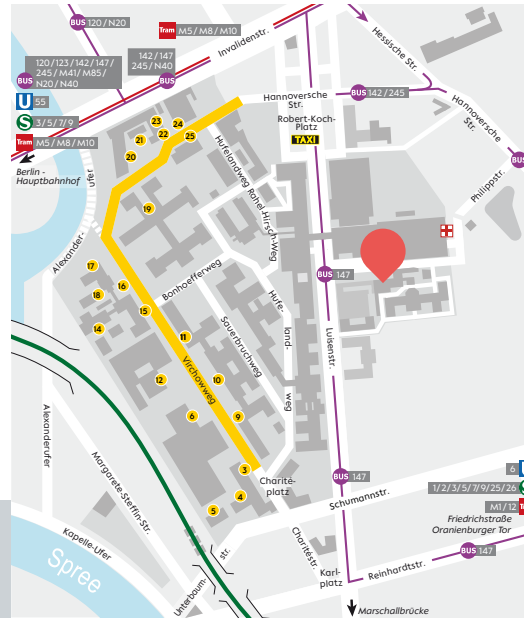 BUS 120 / N20
Tram M5 / M8 / M10
Invalidenstr.
Hessische Str.
120 / 123 / 142 / 147 /
245 / M41 / M85 /
N20 / N40
BUS
142 / 147
245 / N40
BUS
U 55
S 3 / 5 / 7 / 9
Tram M5 / M8 / M10
Berlin -
Hauptbahnhof
Hannoversche
Str.
BUS 142 / 245
Hannoversche
Str.
Robert-Koch-
Platz
TAXI
BUS
Philippstr.
23
24
22
21
25
20
Hufelandweg
Rahel-
Hirsch-Weg
Alexander-
ufer
19
17
16
18
15
14
Bonhoefferweg
BUS 147
Hufe-
land-
weg
Luisenstr.
Sauerbruchweg
11
12
Virchowweg
10
6
9
3
4
5
Charité-
platz
Alexanderufer
Margarete-Steffin-Str.
Kapelle-Ufer
Spree
Unterbaum-
str.
Schumannstr.
BUS 147
6 U
1 / 2 / 3 / 5 / 7 / 9 / 25 / 26
M1 / 12
Friedrichstraße
Oranienburger Tor
Charitéstr.
Karl-
platz
Reinhardtstr.
BUS 147
Marschallbrücke